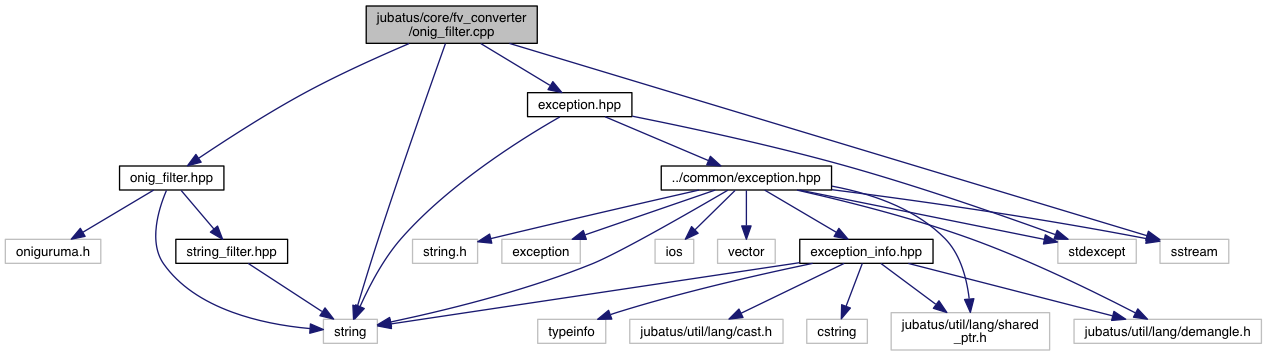 jubatus/core/fv_converter
/onig_filter.cpp
exception.hpp
onig_filter.hpp
../common/exception.hpp
oniguruma.h
string_filter.hpp
string.h
exception
ios
vector
exception_info.hpp
stdexcept
sstream
string
typeinfo
jubatus/util/lang/cast.h
cstring
jubatus/util/lang/shared
_ptr.h
jubatus/util/lang/demangle.h